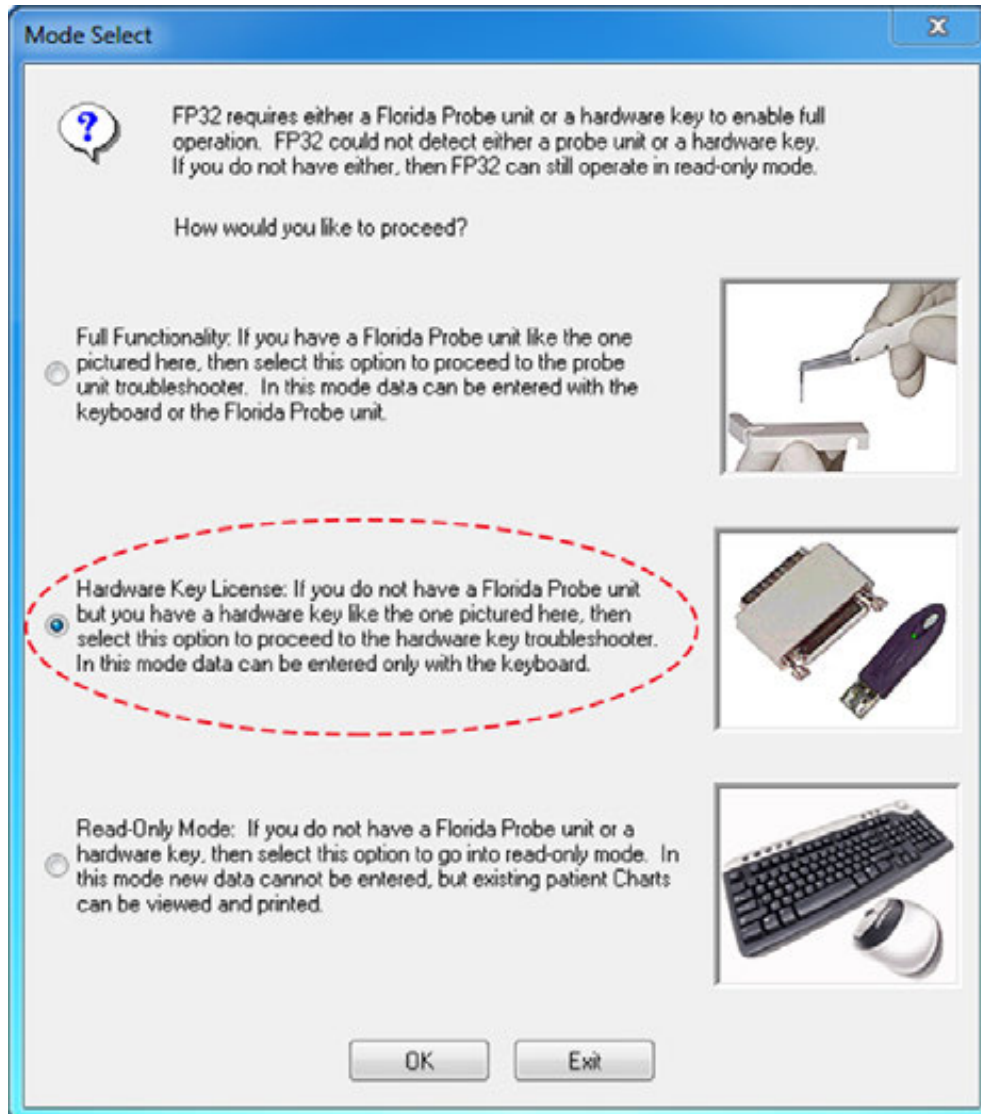 Mode Select
FP32 requires either a Florida Probe unit or a hardware key to enable full
operation. FP32 could not detect either a probe unit or a hardware key.
If you do not have either, then FP32 can still operate in read-only mode.
How would you like to proceed?
Full Functionality: If you have a Florida Probe unit like the one
pictured here, then select this option to proceed to the probe
unit troubleshooter. In this mode data can be entered with the
keyboard or the Florida Probe unit.
Hardware Key License: If you do not have a Florida Probe unit
but you have a hardware key like the one pictured here, then
select this option to proceed to the hardware key troubleshooter.
In this mode data can be entered only with the keyboard.
Read-Only Mode: If you do not have a Florida Probe unit or a
hardware key, then select this option to go into read-only mode. In
this mode new data cannot be entered, but existing patient Charts
can be viewed and printed.
OK
Exit